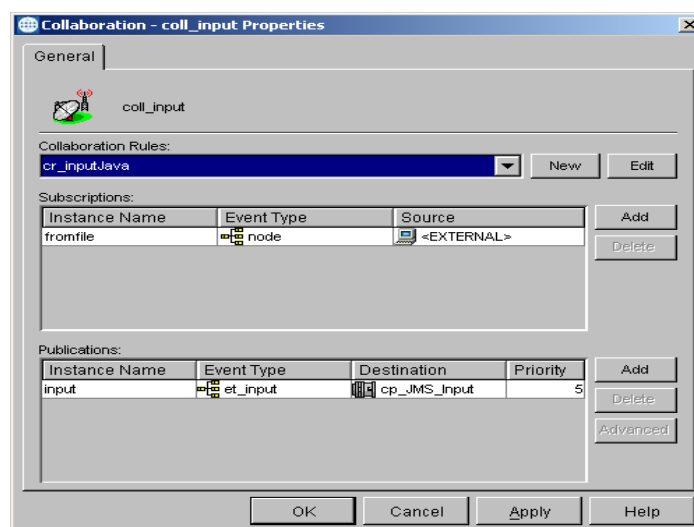 Collaboration - coll_input Properties
General
coll_input
Collaboration Rules:
cr_inputJava New Edit
Subscriptions:
Instance Name Event Type Source Add
fromfile node <EXTERNAL> Delete
Publications:
Instance Name Event Type Destination Priority Add
input et_input cp_JMS_Input 5 Delete
Advanced
OK Cancel Apply Help